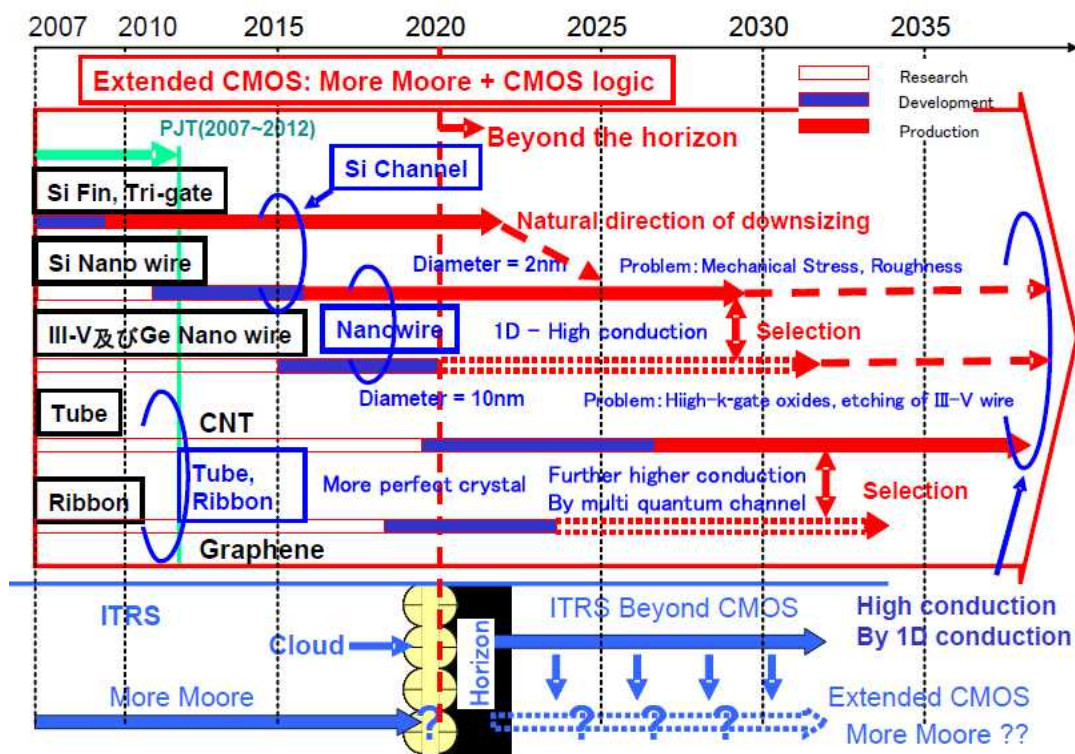 2007 2010 2015 2020 2025 2030 2035
Extended CMOS: More Moore + CMOS logic
Research
Development
Production
PJT(2007~2012)
Beyond the horizon
Si Channel
Si Fin, Tri-gate
Natural direction of downsizing
Si Nano wire
Diameter = 2nm
Problem: Mechanical Stress, Roughness
III-V及びGe Nano wire
Nanowire
1D - High conduction
Selection
Diameter = 10nm
Problem: Hiigh-k-gate oxides, etching of III-V wire
Tube
CNT
Tube,
Ribbon
More perfect crystal
Further higher conduction
By multi quantum channel
Selection
Ribbon
Graphene
ITRS
ITRS Beyond CMOS
High conduction
By 1D conduction
Cloud
Horizon
More Moore
?
? ? ?
Extended CMOS
More Moore ??